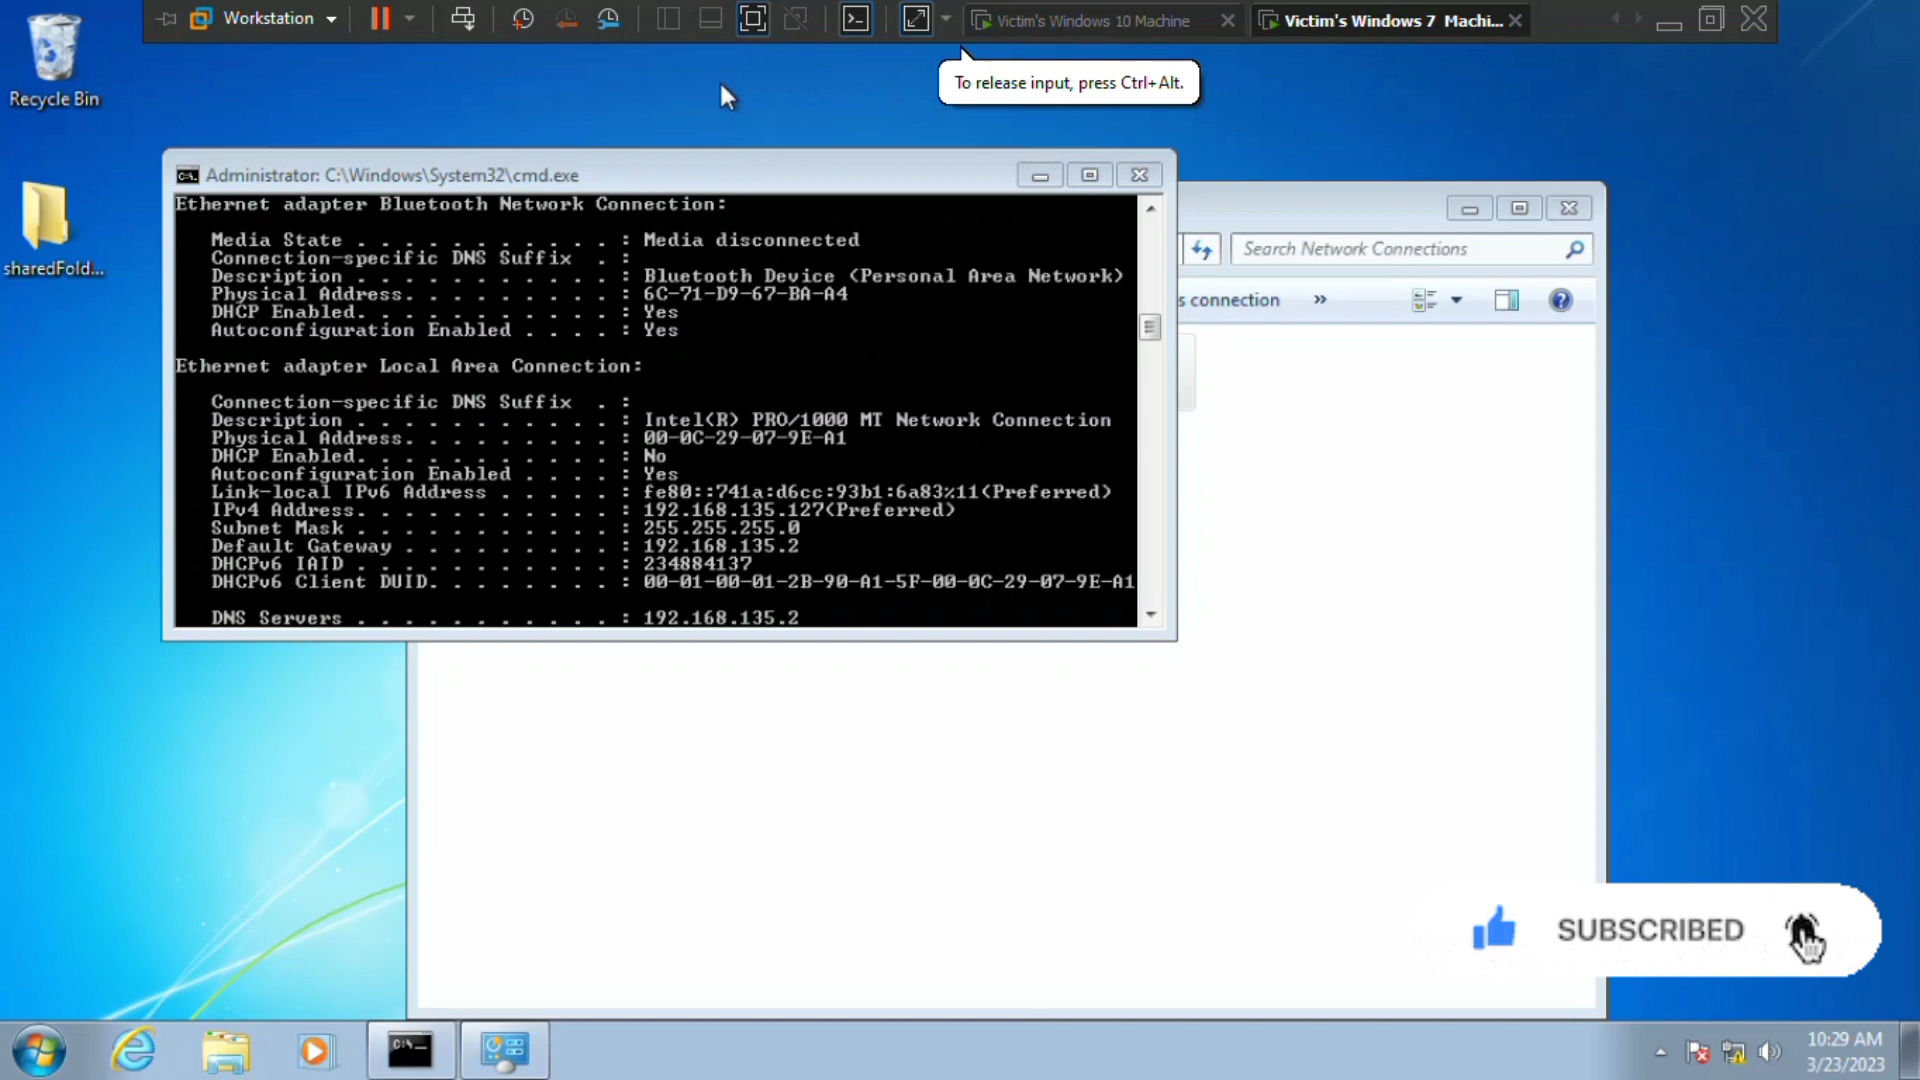 Workstation
Victim's Windows 10 Machine
Victim's Windows 7 Machi...
To release input, press Ctrl+Alt.
Recycle Bin
sharedFold...
Administrator: C:\Windows\System32\cmd.exe
Ethernet adapter Bluetooth Network Connection:
Media State . . . . . . . . . . . : Media disconnected
Connection-specific DNS Suffix . :
Description . . . . . . . . . . . : Bluetooth Device (Personal Area Network)
Physical Address. . . . . . . . . : 6C-71-D9-67-BA-A4
DHCP Enabled. . . . . . . . . . . : Yes
Autoconfiguration Enabled . . . . : Yes
Ethernet adapter Local Area Connection:
Connection-specific DNS Suffix . :
Description . . . . . . . . . . . : Intel(R) PRO/1000 MT Network Connection
Physical Address. . . . . . . . . : 00-0C-29-07-9E-A1
DHCP Enabled. . . . . . . . . . . : No
Autoconfiguration Enabled . . . . : Yes
Link-local IPv6 Address . . . . . : fe80::741a:d6cc:93b1:6a83%11(Preferred)
IPv4 Address. . . . . . . . . . . : 192.168.135.127(Preferred)
Subnet Mask . . . . . . . . . . . : 255.255.255.0
Default Gateway . . . . . . . . . : 192.168.135.2
DHCPv6 IAID . . . . . . . . . . . : 234884137
DHCPv6 Client DUID. . . . . . . . : 00-01-00-01-2B-90-A1-5F-00-0C-29-07-9E-A1
DNS Servers . . . . . . . . . . . : 192.168.135.2
Search Network Connections
s connection »
SUBSCRIBED
10:29 AM
3/23/2023